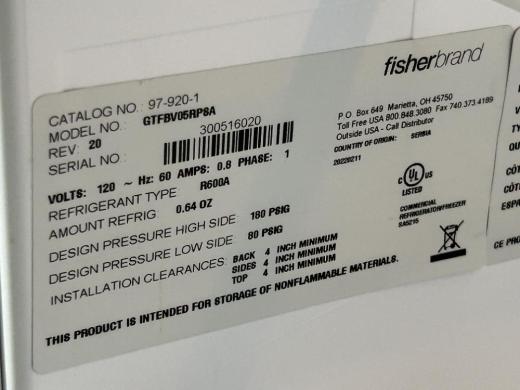 fisherbrand
CATALOG NO.: 97-920-1
MODEL NO.: GTFBV05RPSA
REV: 20
SERIAL NO.: 300516020
P.O. Box 649 Marietta, OH 45750
Toll Free USA 800.848.3080 Fax 740.373.4189
Outside USA - Call Distributor
COUNTRY OF ORIGIN: SERBIA
20220211
VOLTS: 120 ~ Hz: 60 AMPS: 0.8 PHASE: 1
REFRIGERANT TYPE R600A
AMOUNT REFRIG 0.64 OZ
DESIGN PRESSURE HIGH SIDE 180 PSIG
DESIGN PRESSURE LOW SIDE 80 PSIG
INSTALLATION CLEARANCES: BACK 4 INCH MINIMUM
SIDES 4 INCH MINIMUM
TOP 4 INCH MINIMUM
c UL US
LISTED
COMMERCIAL
REFRIGERATOR/FREEZER
SA5215
THIS PRODUCT IS INTENDED FOR STORAGE OF NONFLAMMABLE MATERIALS.